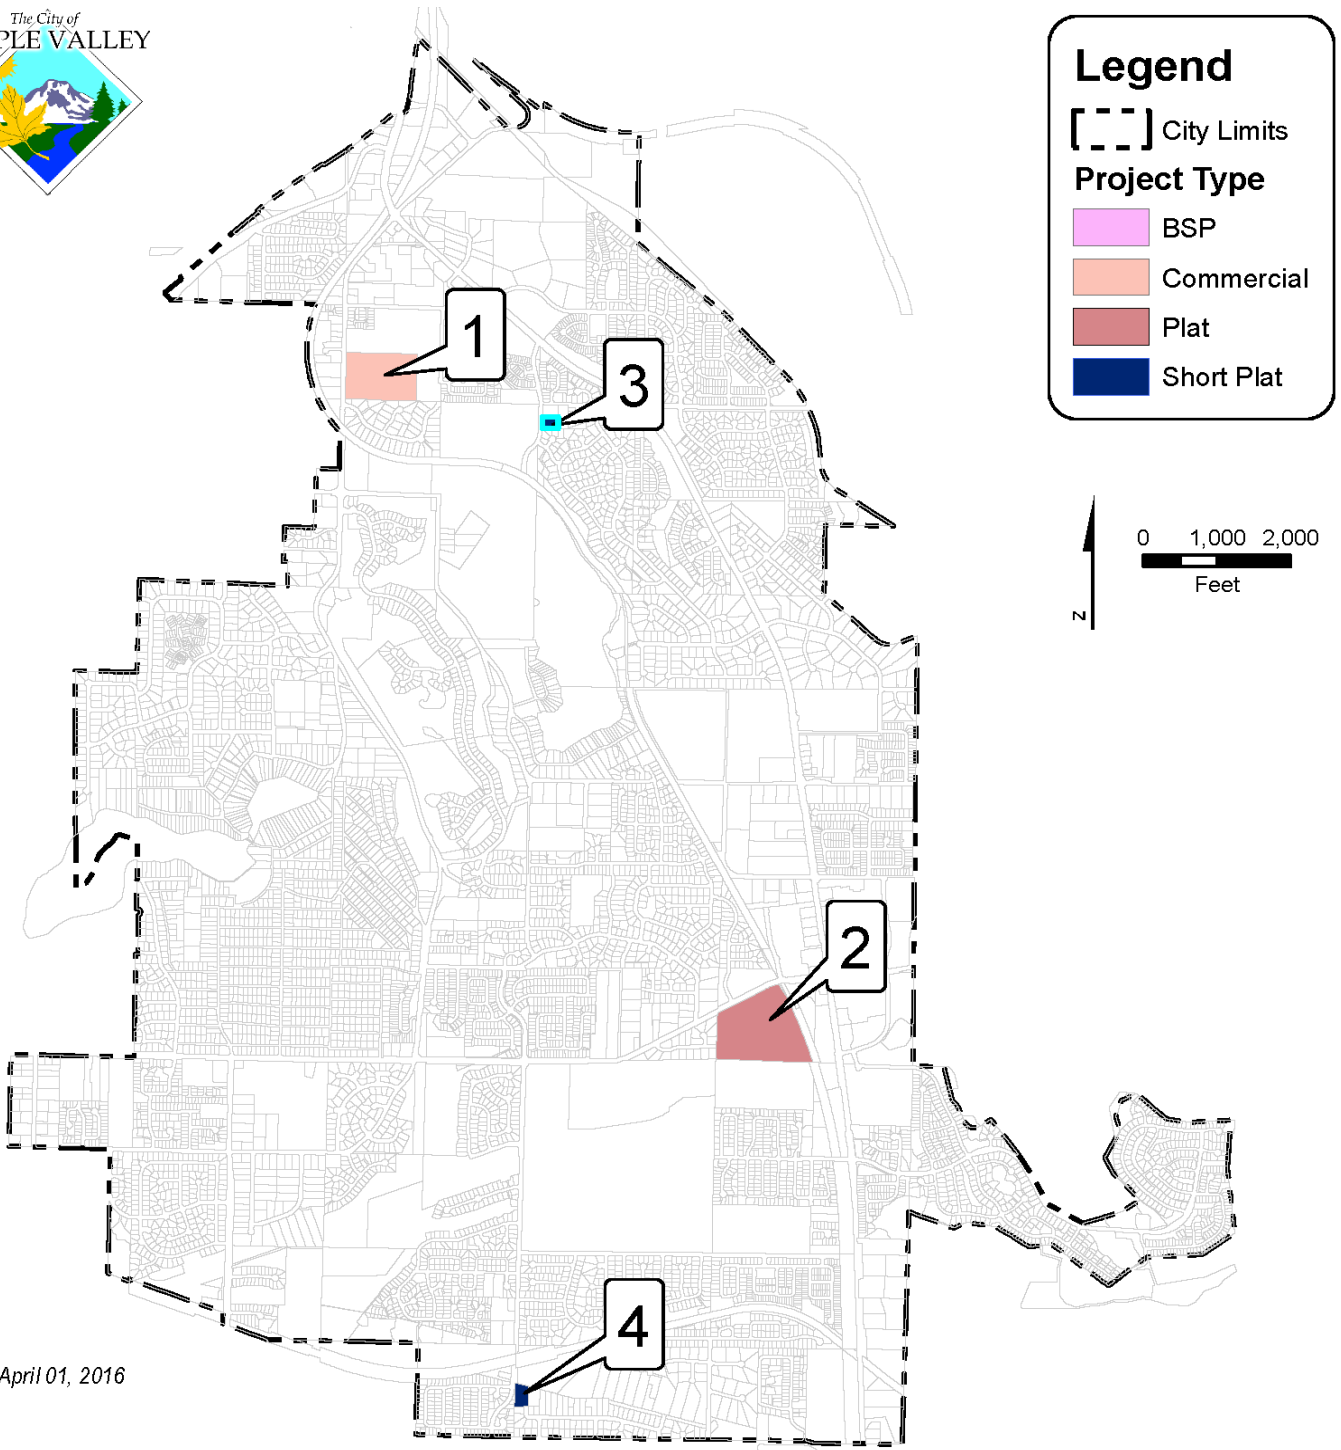 The City of
PLE VALLEY
Legend
City Limits
Project Type
BSP
Commercial
Plat
Short Plat
1
3
0 1,000 2,000
Feet
N
2
4
April 01, 2016